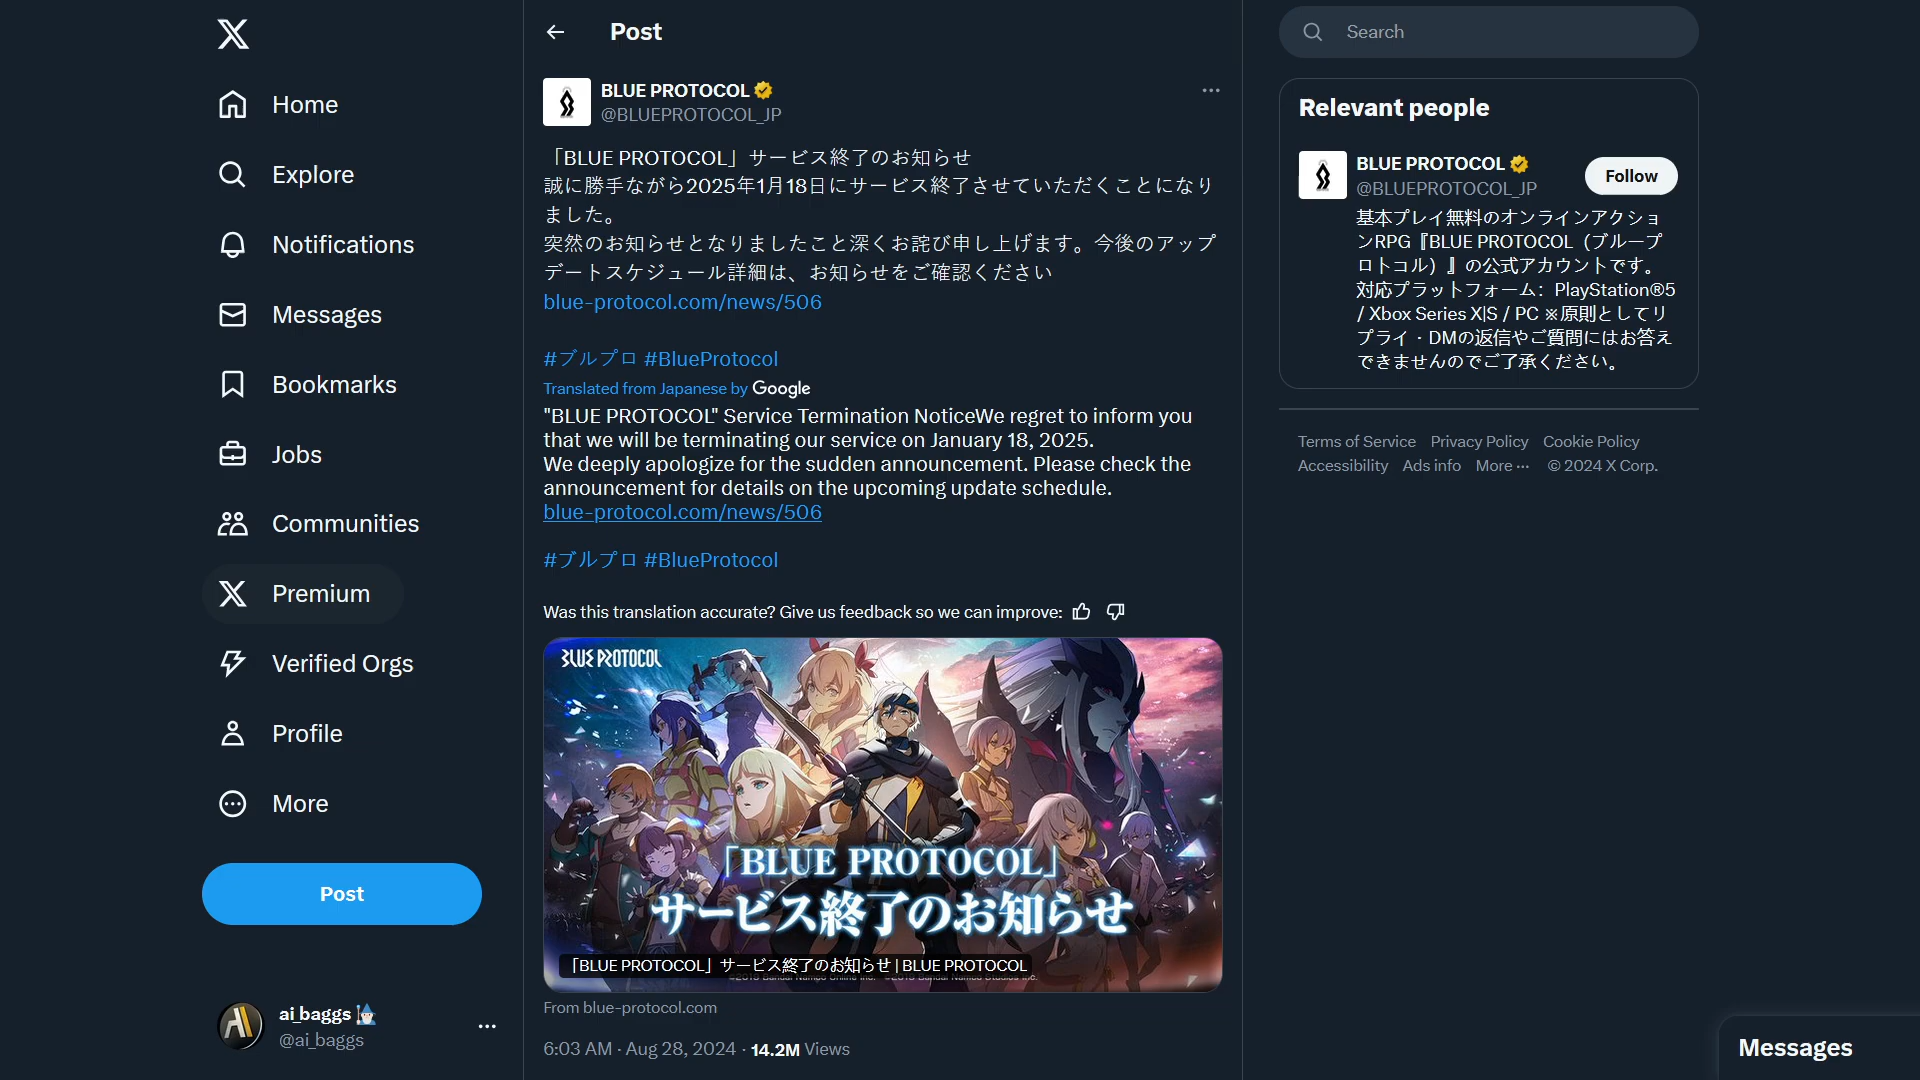 Home
Explore
Notifications
Messages
Bookmarks
Jobs
Communities
Premium
Verified Orgs
Profile
More
Post
ai_baggs
@ai_baggs
Post
BLUE PROTOCOL
@BLUEPROTOCOL_JP
「BLUE PROTOCOL」サービス終了のお知らせ
誠に勝手ながら2025年1月18日にサービス終了させていただくことになり
ました。
突然のお知らせとなりましたこと深くお詫び申し上げます。今後のアップ
デートスケジュール詳細は、お知らせをご確認ください
blue-protocol.com/news/506
#ブルプロ #BlueProtocol
Translated from Japanese by Google
"BLUE PROTOCOL" Service Termination NoticeWe regret to inform you
that we will be terminating our service on January 18, 2025.
We deeply apologize for the sudden announcement. Please check the
announcement for details on the upcoming update schedule.
blue-protocol.com/news/506
#ブルプロ #BlueProtocol
Was this translation accurate? Give us feedback so we can improve:
BLUE PROTOCOL
「BLUE PROTOCOL」
サービス終了のお知らせ
「BLUE PROTOCOL」サービス終了のお知らせ | BLUE PROTOCOL
From blue-protocol.com
6:03 AM · Aug 28, 2024 · 14.2M Views
Search
Relevant people
BLUE PROTOCOL
@BLUEPROTOCOL_JP
Follow
基本プレイ無料のオンラインアクショ
ンRPG『BLUE PROTOCOL（ブループ
ロトコル）』の公式アカウントです。
対応プラットフォーム：PlayStation®5
/ Xbox Series X|S / PC ※原則としてリ
プライ・DMの返信やご質問にはお答え
できませんのでご了承ください。
Terms of Service Privacy Policy Cookie Policy
Accessibility Ads info More ··· © 2024 X Corp.
Messages